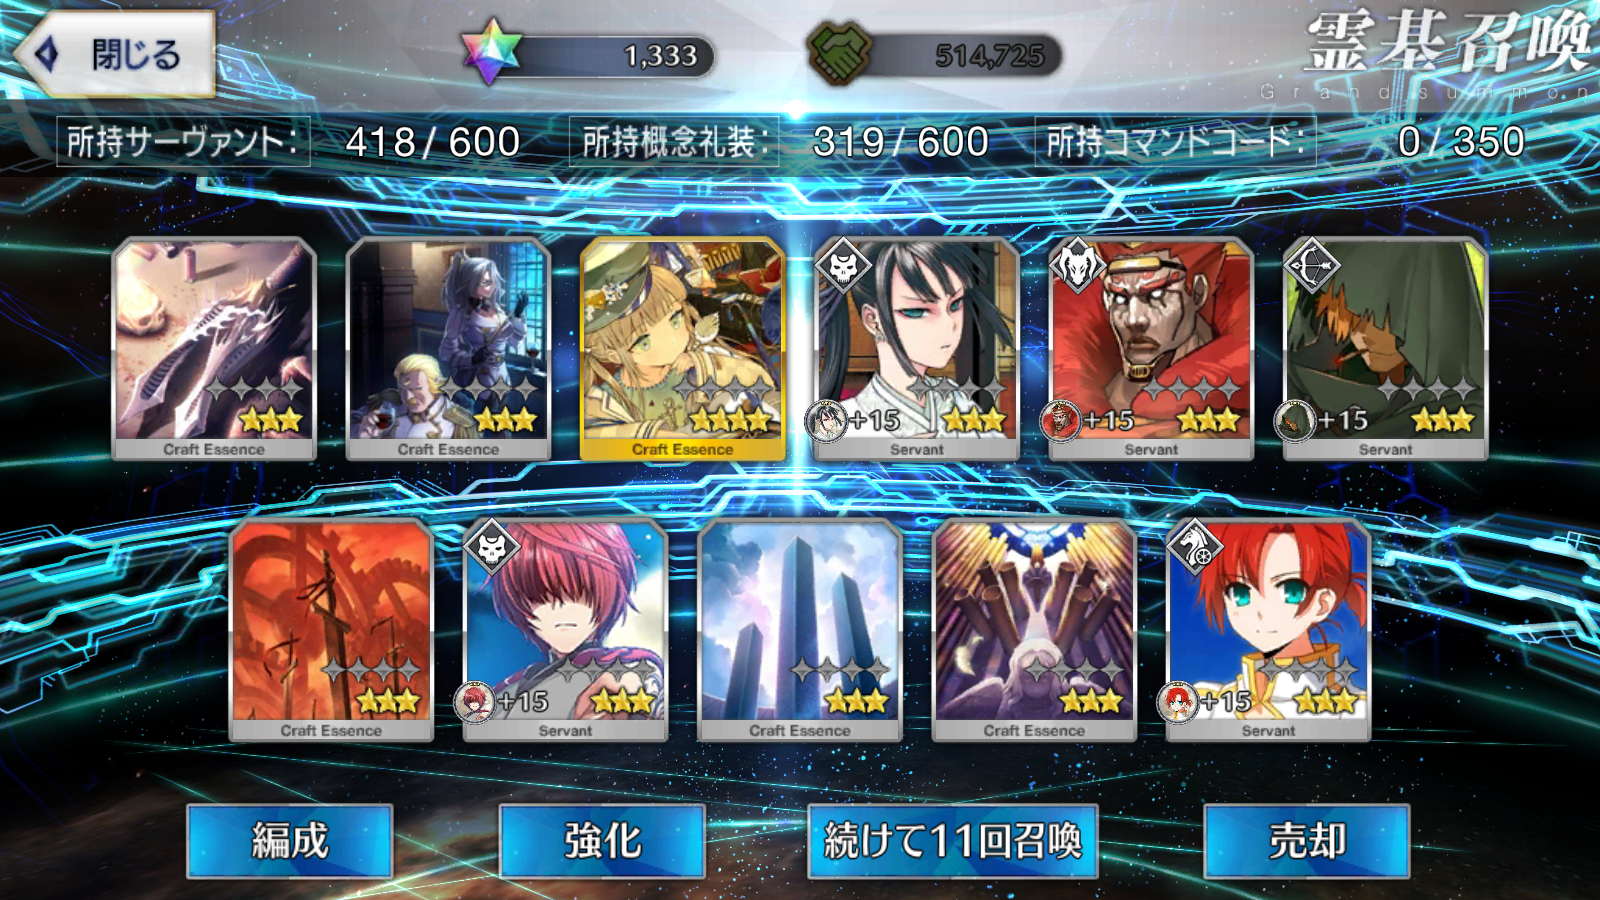 閉じる
1,333
514,725
霊基召喚
Grand summon
所持サーヴァント:
418 / 600
所持概念礼装:
319 / 600
所持コマンドコード:
0 / 350
Craft Essence
Craft Essence
Craft Essence
+15
Servant
+15
Servant
+15
Servant
Craft Essence
+15
Servant
Craft Essence
Craft Essence
+15
Servant
編成
強化
続けて11回召喚
売却